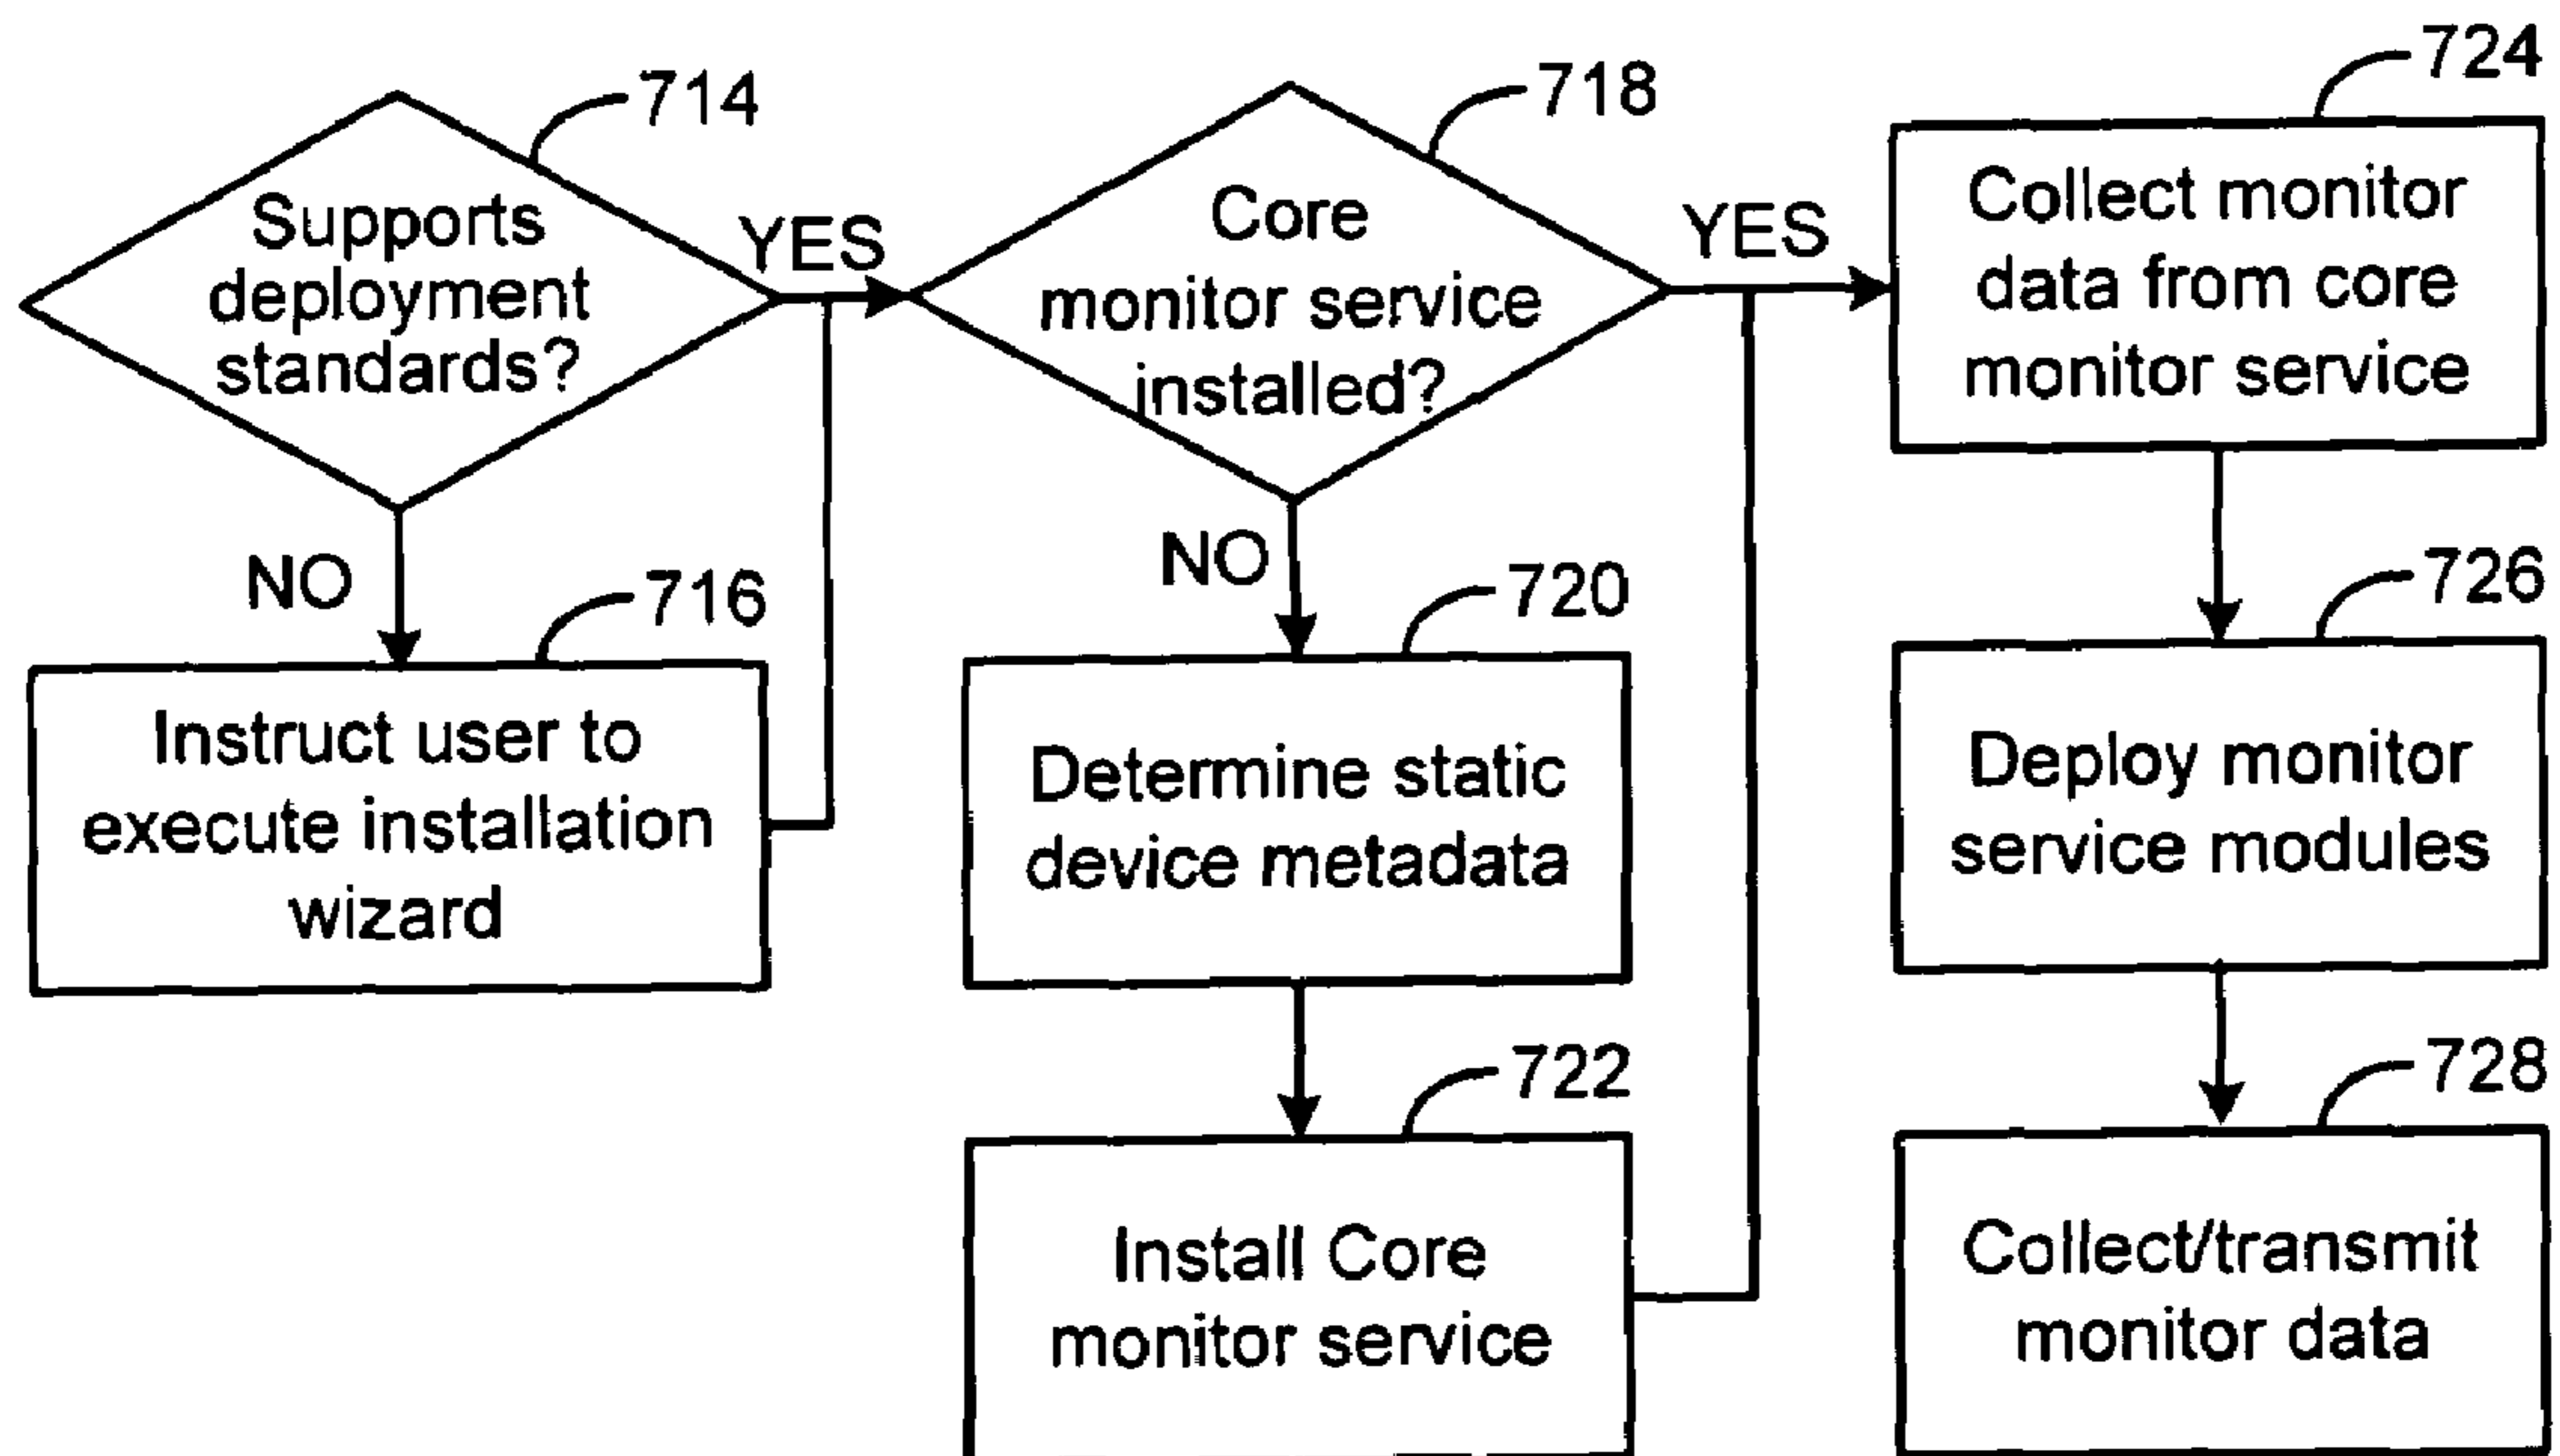 714
Supports
deployment
standards?
YES
NO
716
Instruct user to
execute installation
wizard
718
Core
monitor service
installed?
YES
NO
720
Determine static
device metadata
722
Install Core
monitor service
724
Collect monitor
data from core
monitor service
726
Deploy monitor
service modules
728
Collect/transmit
monitor data